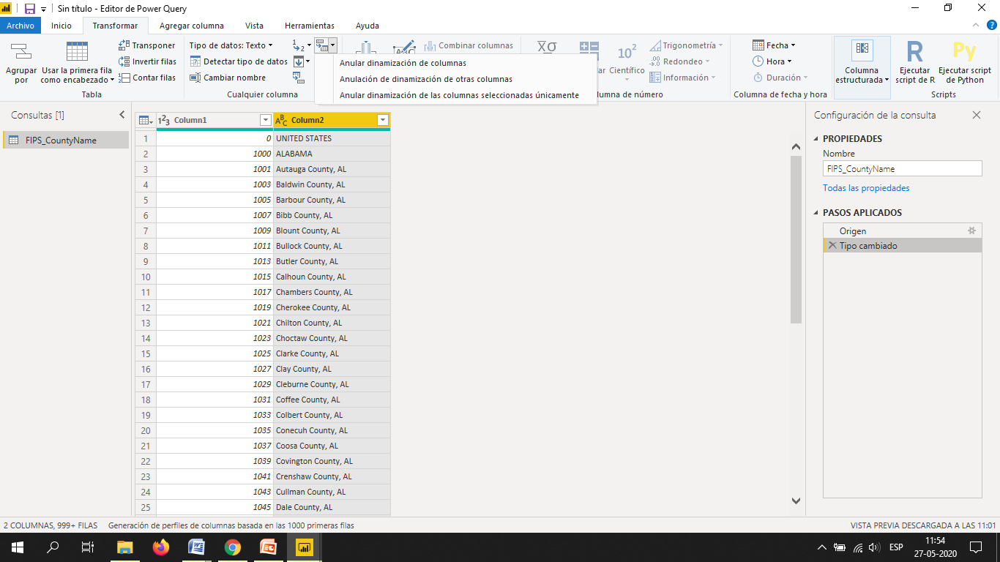 Sin título - Editor de Power Query
Archivo Inicio Transformar Agregar columna Vista Herramientas Ayuda
Agrupar por
Usar la primera fila como encabezado
Transponer
Invertir filas
Contar filas
Tabla
Tipo de datos: Texto
Detectar tipo de datos
Cambiar nombre
Cualquier columna
Anular dinamización de columnas
Anulación de dinamización de otras columnas
Anular dinamización de las columnas seleccionadas únicamente
Combinar columnas
Científico
Trigonometría
Redondeo
Información
de número
Fecha
Hora
Duración
Columna de fecha y hora
Columna estructurada
Ejecutar script de R
Ejecutar script de Python
Scripts
Consultas [1]
FIPS_CountyName
Column1 Column2
1 0 UNITED STATES
2 1000 ALABAMA
3 1001 Autauga County, AL
4 1003 Baldwin County, AL
5 1005 Barbour County, AL
6 1007 Bibb County, AL
7 1009 Blount County, AL
8 1011 Bullock County, AL
9 1013 Butler County, AL
10 1015 Calhoun County, AL
11 1017 Chambers County, AL
12 1019 Cherokee County, AL
13 1021 Chilton County, AL
14 1023 Choctaw County, AL
15 1025 Clarke County, AL
16 1027 Clay County, AL
17 1029 Cleburne County, AL
18 1031 Coffee County, AL
19 1033 Colbert County, AL
20 1035 Conecuh County, AL
21 1037 Coosa County, AL
22 1039 Covington County, AL
23 1041 Crenshaw County, AL
24 1043 Cullman County, AL
25 1045 Dale County, AL
Configuración de la consulta
PROPIEDADES
Nombre
FIPS_CountyName
Todas las propiedades
PASOS APLICADOS
Origen
Tipo cambiado
2 COLUMNAS, 999+ FILAS Generación de perfiles de columnas basada en las 1000 primeras filas VISTA PREVIA DESCARGADA A LAS 11:01
ESP
11:54
27-05-2020